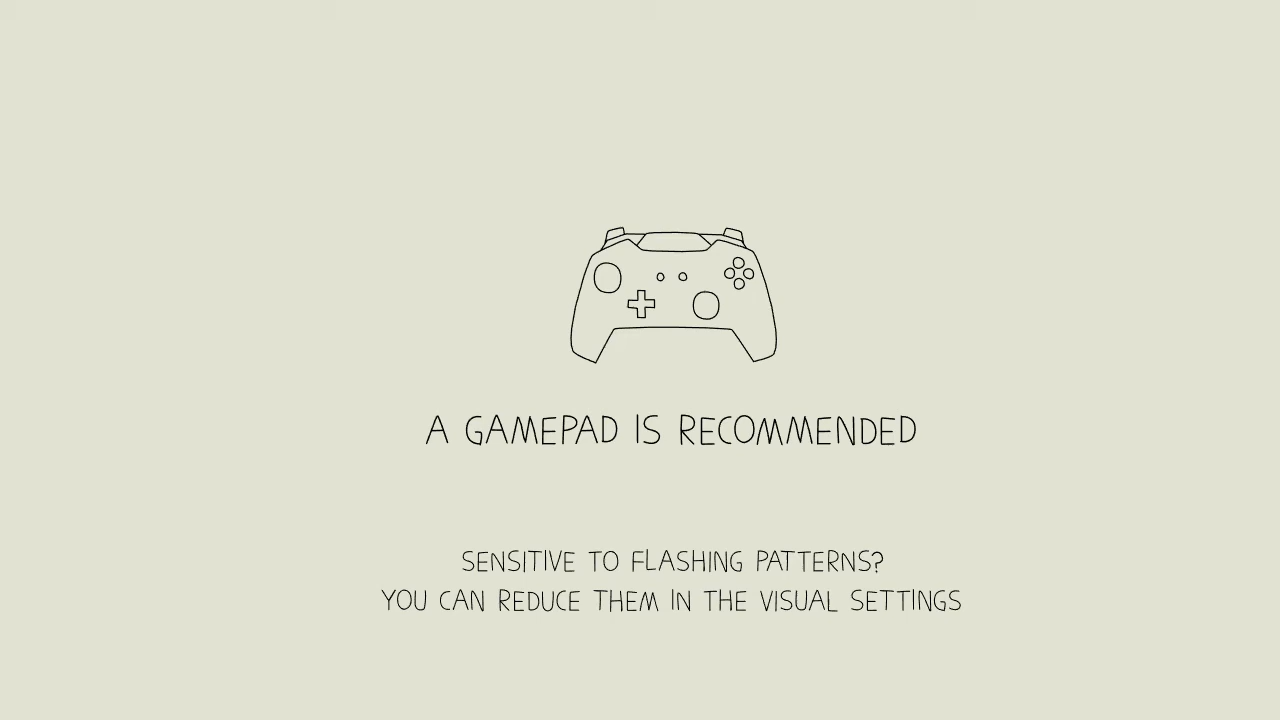 A GAMEPAD IS RECOMMENDED
SENSITIVE TO FLASHING PATTERNS?
YOU CAN REDUCE THEM IN THE VISUAL SETTINGS